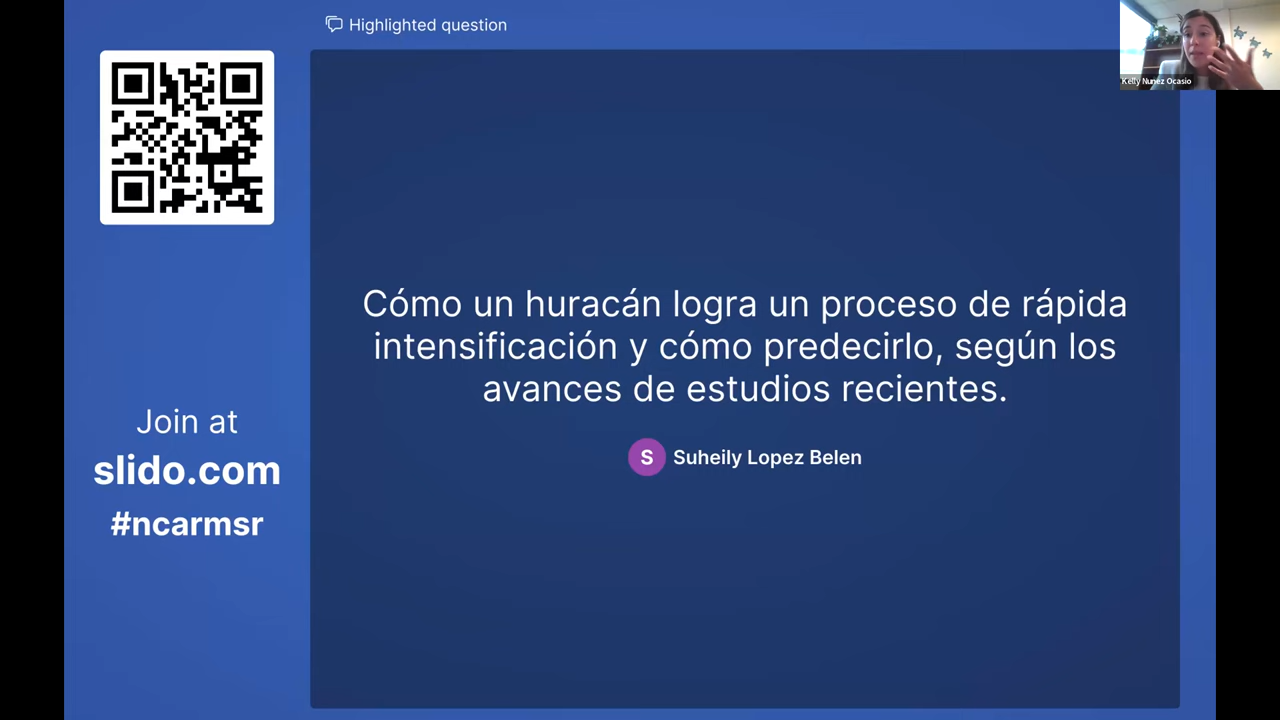 Highlighted question
Kelly Nunez Ocasio
Cómo un huracán logra un proceso de rápida
intensificación y cómo predecirlo, según los
avances de estudios recientes.
S Suheily Lopez Belen
Join at
slido.com
#ncarmsr